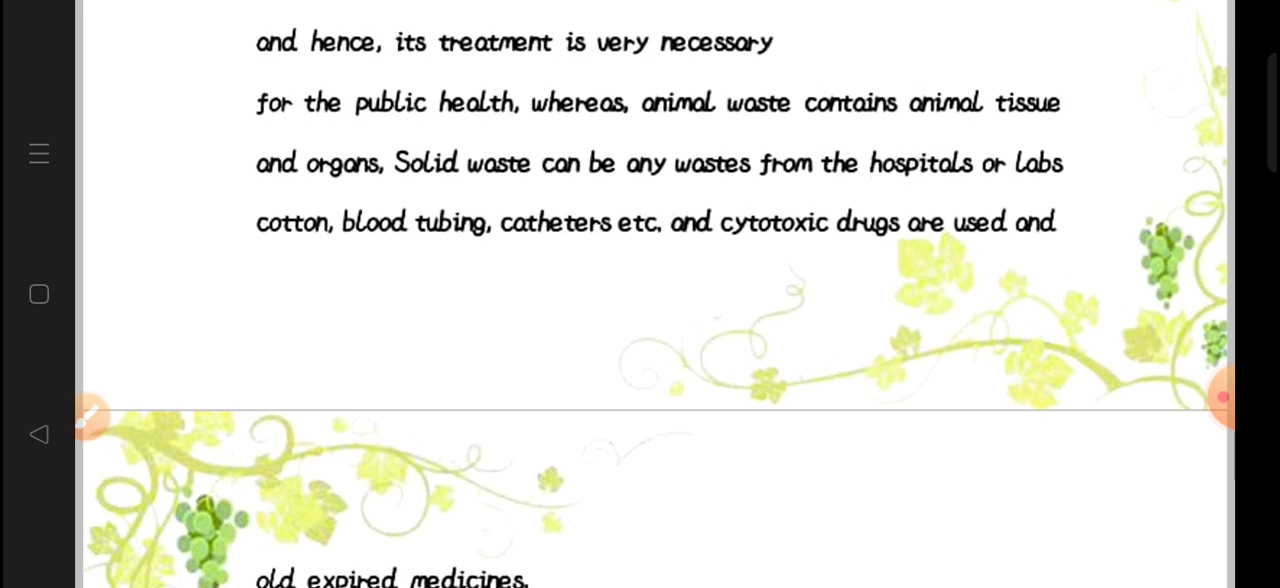 and hence, its treatment is very necessary
for the public health, whereas, animal waste contains animal tissue
and organs, Solid waste can be any wastes from the hospitals or labs
cotton, blood tubing, catheters etc. and cytotoxic drugs are used and
old expired medicines.